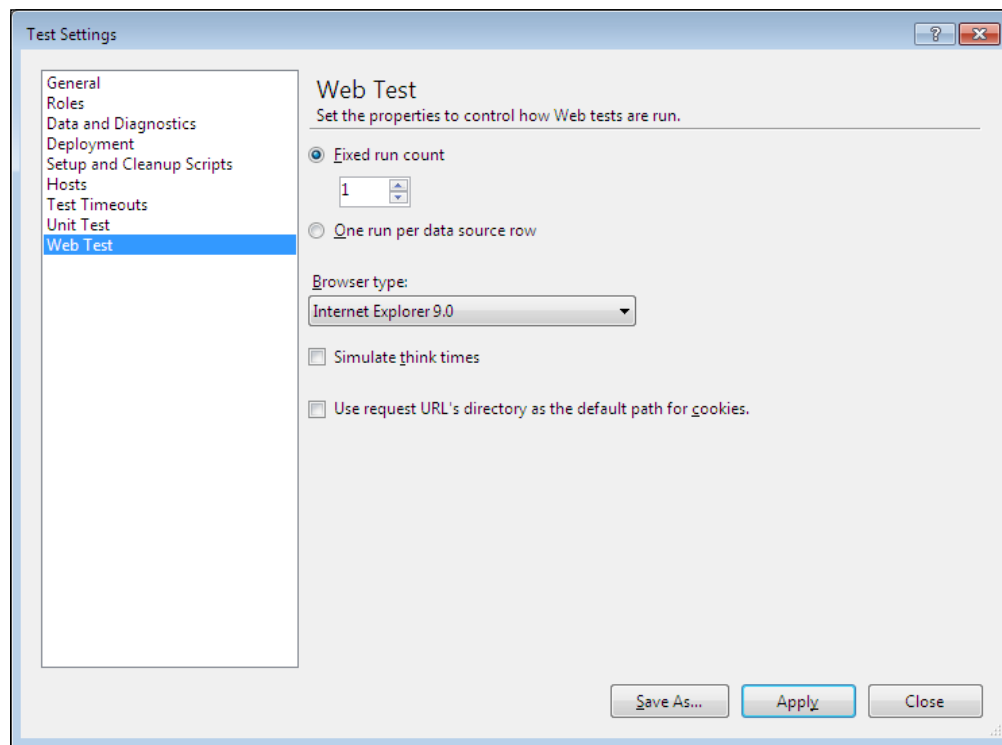 Test Settings
?
General
Roles
Data and Diagnostics
Deployment
Setup and Cleanup Scripts
Hosts
Test Timeouts
Unit Test
Web Test
Web Test
Set the properties to control how Web tests are run.
Fixed run count
1
One run per data source row
Browser type:
Internet Explorer 9.0
Simulate think times
Use request URL's directory as the default path for cookies.
Save As... Apply Close